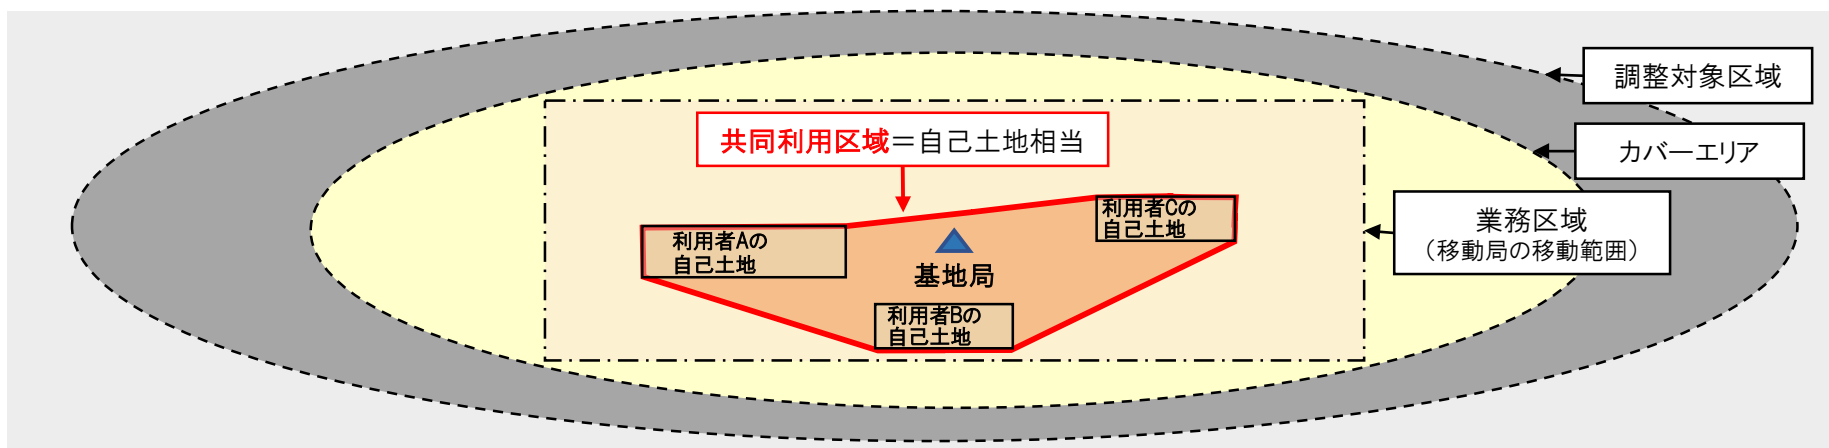 調整対象区域
共同利用区域＝自己土地相当
カバーエリア
利用者Cの
自己土地
業務区域
（移動局の移動範囲）
利用者Aの
自己土地
基地局
利用者Bの
自己土地